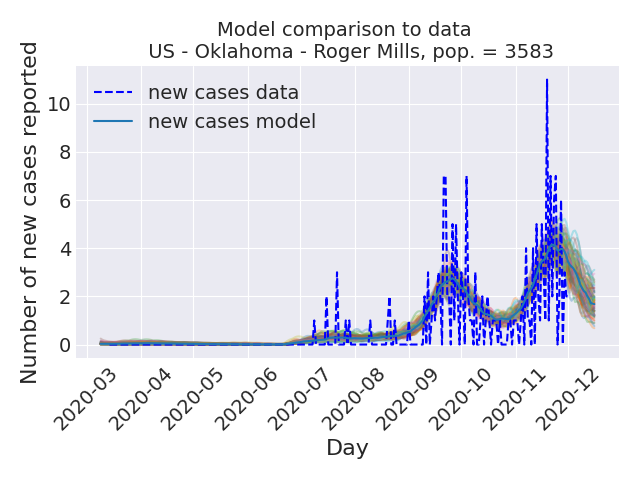 Model comparison to data
US - Oklahoma - Roger Mills, pop. = 3583
Number of new cases reported
10
8
6
4
2
0
new cases data
new cases model
2020-03
2020-04
2020-05
2020-06
2020-07
2020-08
2020-09
2020-10
2020-11
2020-12
Day